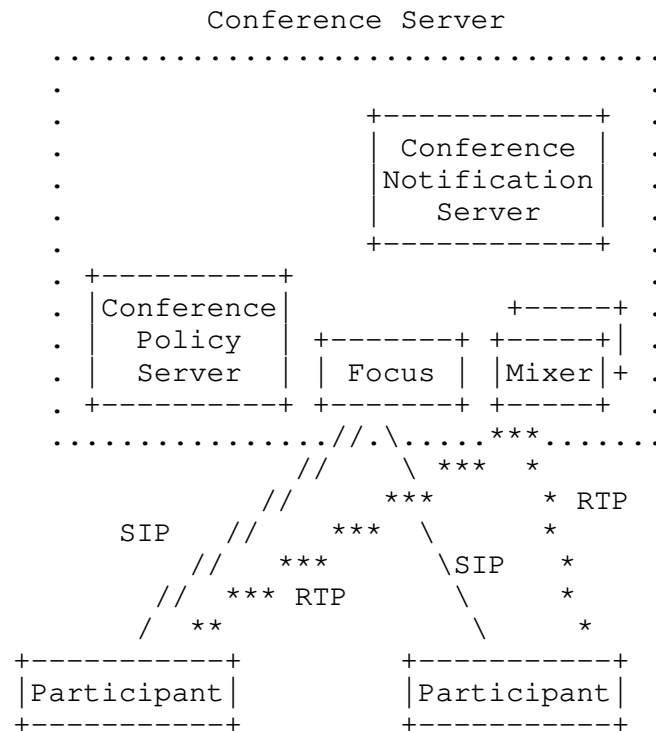 Conference Server
Conference
Notification
Server
Conference
Policy
Server
Focus
Mixer
RTP
SIP
SIP
RTP
Participant
Participant